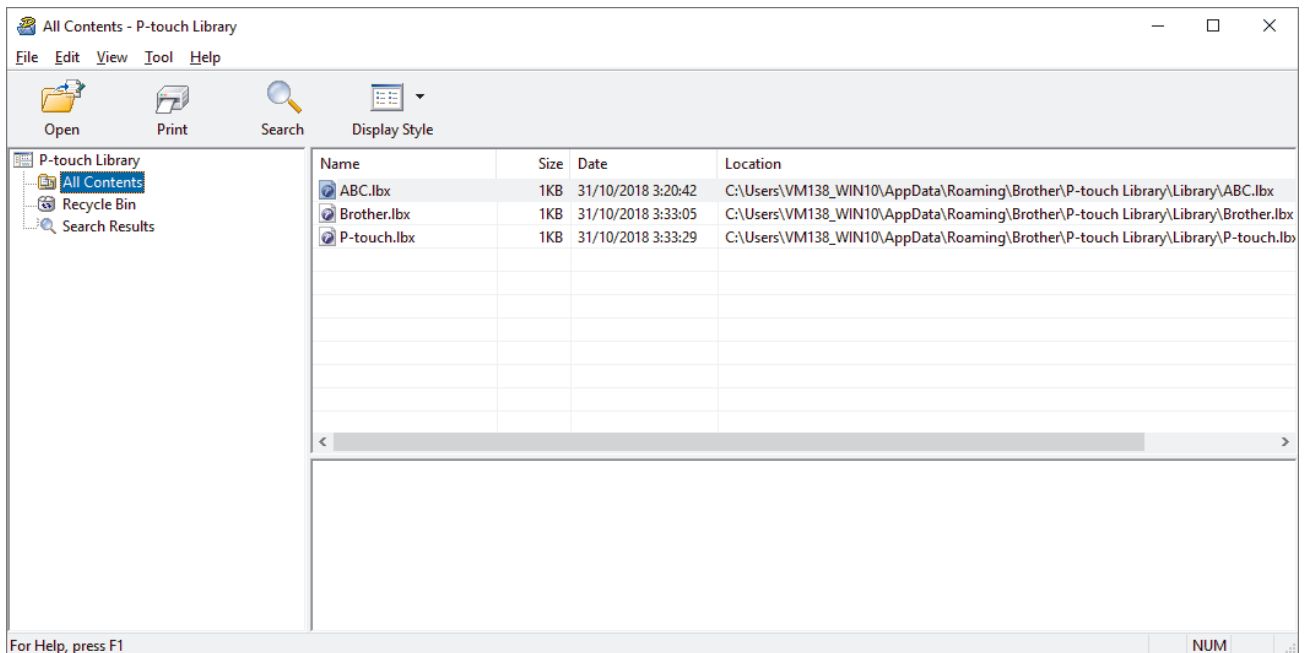 All Contents - P-touch Library
File Edit View Tool Help
Open Print Search Display Style
P-touch Library
All Contents
Recycle Bin
Search Results
Name Size Date Location
ABC.lbx 1KB 31/10/2018 3:20:42 C:\Users\VM138_WIN10\AppData\Roaming\Brother\P-touch Library\Library\ABC.lbx
Brother.lbx 1KB 31/10/2018 3:33:05 C:\Users\VM138_WIN10\AppData\Roaming\Brother\P-touch Library\Library\Brother.lbx
P-touch.lbx 1KB 31/10/2018 3:33:29 C:\Users\VM138_WIN10\AppData\Roaming\Brother\P-touch Library\Library\P-touch.lbx
For Help, press F1 NUM